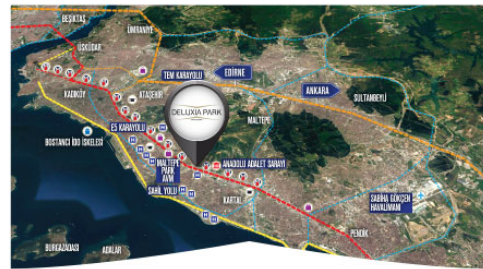 BEŞİKTAŞ
ÜMRANİYE
ÜSKÜDAR
TEM KARAYOLU
EDİRNE
ANKARA
SULTANBEYLİ
KADIKÖY
ATAŞEHİR
DELUXIA PARK
E5 KARAYOLU
MALTEPE
BOSTANCI İDO İSKELESİ
MALTEPE
PARK
AVM
ANADOLU ADALET SARAYI
SAHİL YOLU
KARTAL
SABİHA GÖKÇEN
HAVALİMANI
PENDİK
BURGAZADASI
ADALAR